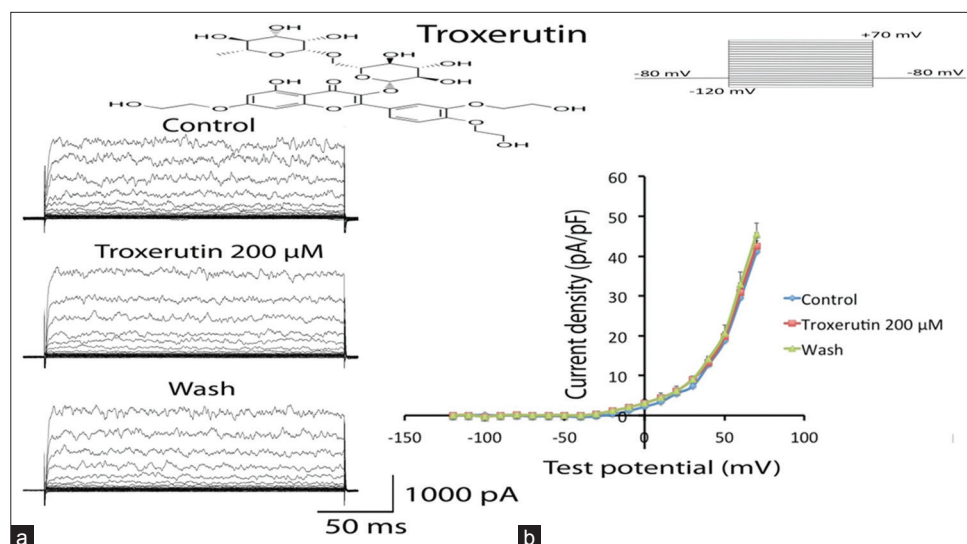 Troxerutin
OH
OH
HO
OH
O
O
O
O
OH
OH
OH
O
OH
O
O
HO
O
O
O
OH
O
OH
+70 mV
-80 mV
-80 mV
-120 mV
Control
Troxerutin 200 μM
Wash
1000 pA
50 ms
a
60
50
40
30
20
10
0
-150
-100
-50
0
50
100
Current density (pA/pF)
Test potential (mV)
Control
Troxerutin 200 μM
Wash
b